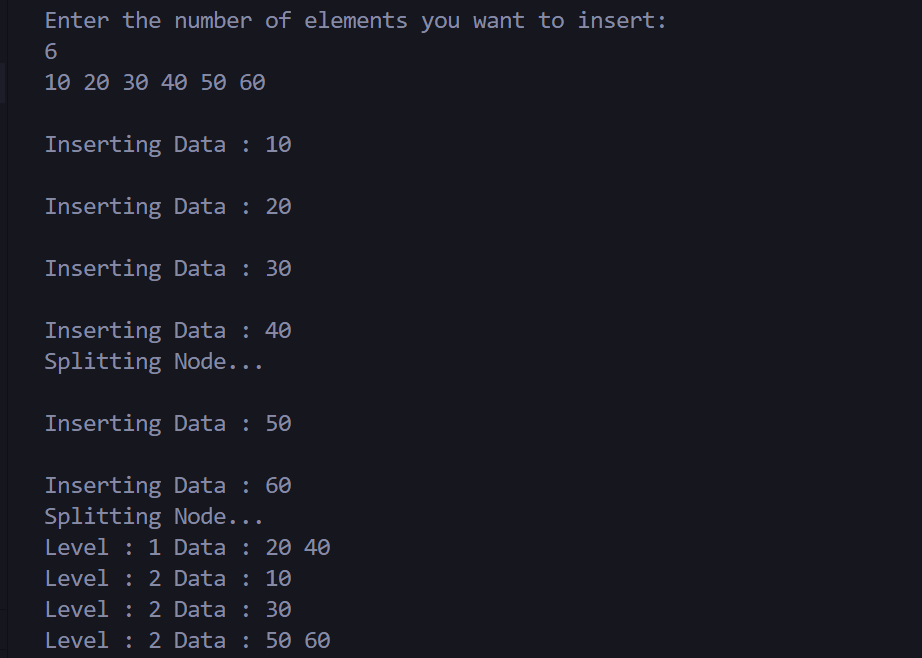 Enter the number of elements you want to insert:
6
10 20 30 40 50 60
Inserting Data : 10
Inserting Data : 20
Inserting Data : 30
Inserting Data : 40
Splitting Node...
Inserting Data : 50
Inserting Data : 60
Splitting Node...
Level : 1 Data : 20 40
Level : 2 Data : 10
Level : 2 Data : 30
Level : 2 Data : 50 60